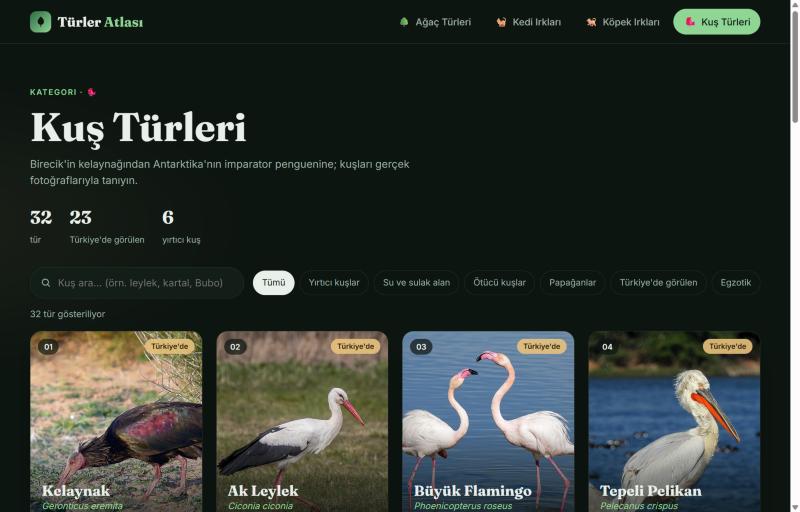 Türler Atlası
Ağaç Türleri
Kedi Irkları
Köpek Irkları
Kuş Türleri
KATEGORI ·
Kuş Türleri
Birecik'in kelaynağından Antarktika'nın imparator penguenine; kuşları gerçek
fotoğraflarıyla tanıyın.
32 23 6
tür Türkiye'de görülen yırtıcı kuş
Kuş ara... (örn. leylek, kartal, Bubo)
Tümü
Yırtıcı kuşlar
Su ve sulak alan
Ötücü kuşlar
Papağanlar
Türkiye'de görülen
Egzotik
32 tür gösteriliyor
01 Türkiye'de
02 Türkiye'de
03 Türkiye'de
04 Türkiye'de
Kelaynak
Geronticus eremita
Ak Leylek
Ciconia ciconia
Büyük Flamingo
Phoenicopterus roseus
Tepeli Pelikan
Pelecanus crispus